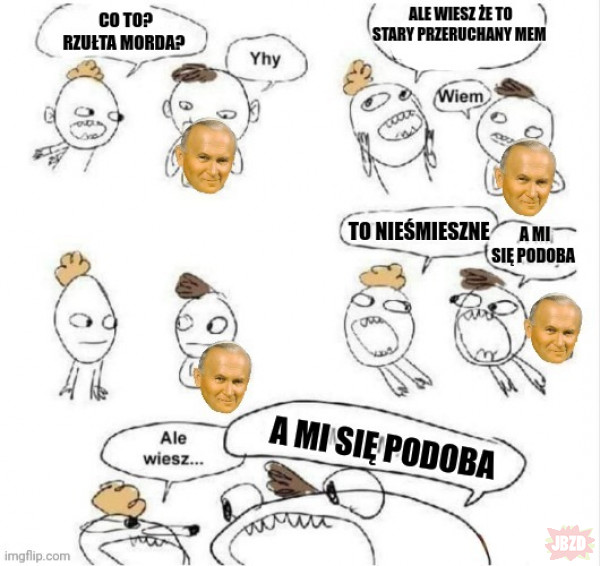 CO TO?
RZUŁTA MORDA?
Yhy
ALE WIESZ ŻE TO
STARY PRZERUCHANY MEM
Wiem
TO NIEŚMIESZNE
A MI
SIĘ PODOBA
Ale
wiesz...
A MI SIĘ PODOBA
imgflip.com
JBZD